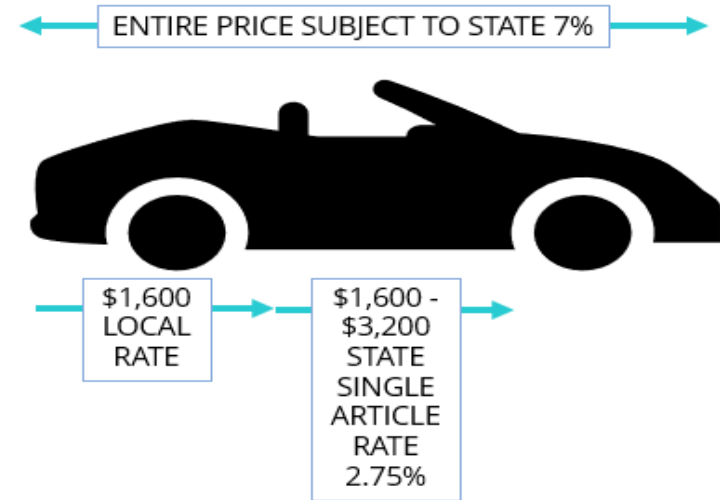 ENTIRE PRICE SUBJECT TO STATE 7%
$1,600
LOCAL
RATE
$1,600 -
$3,200
STATE
SINGLE
ARTICLE
RATE
2.75%